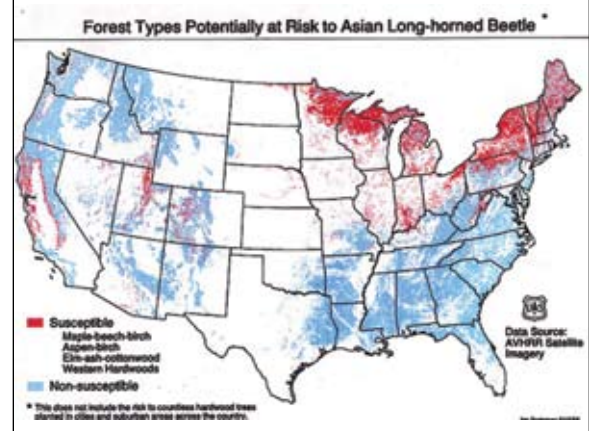 Forest Types Potentially at Risk to Asian Long-horned Beetle *
Susceptible
Maple-beech-birch
Aspen-birch
Elm-ash-cottonwood
Western Hardwoods
Non-susceptible
* This does not include the risk to countless hardwood trees
planted in cities and suburban areas across the country.
Data Source:
AVHRR Satellite
Imagery